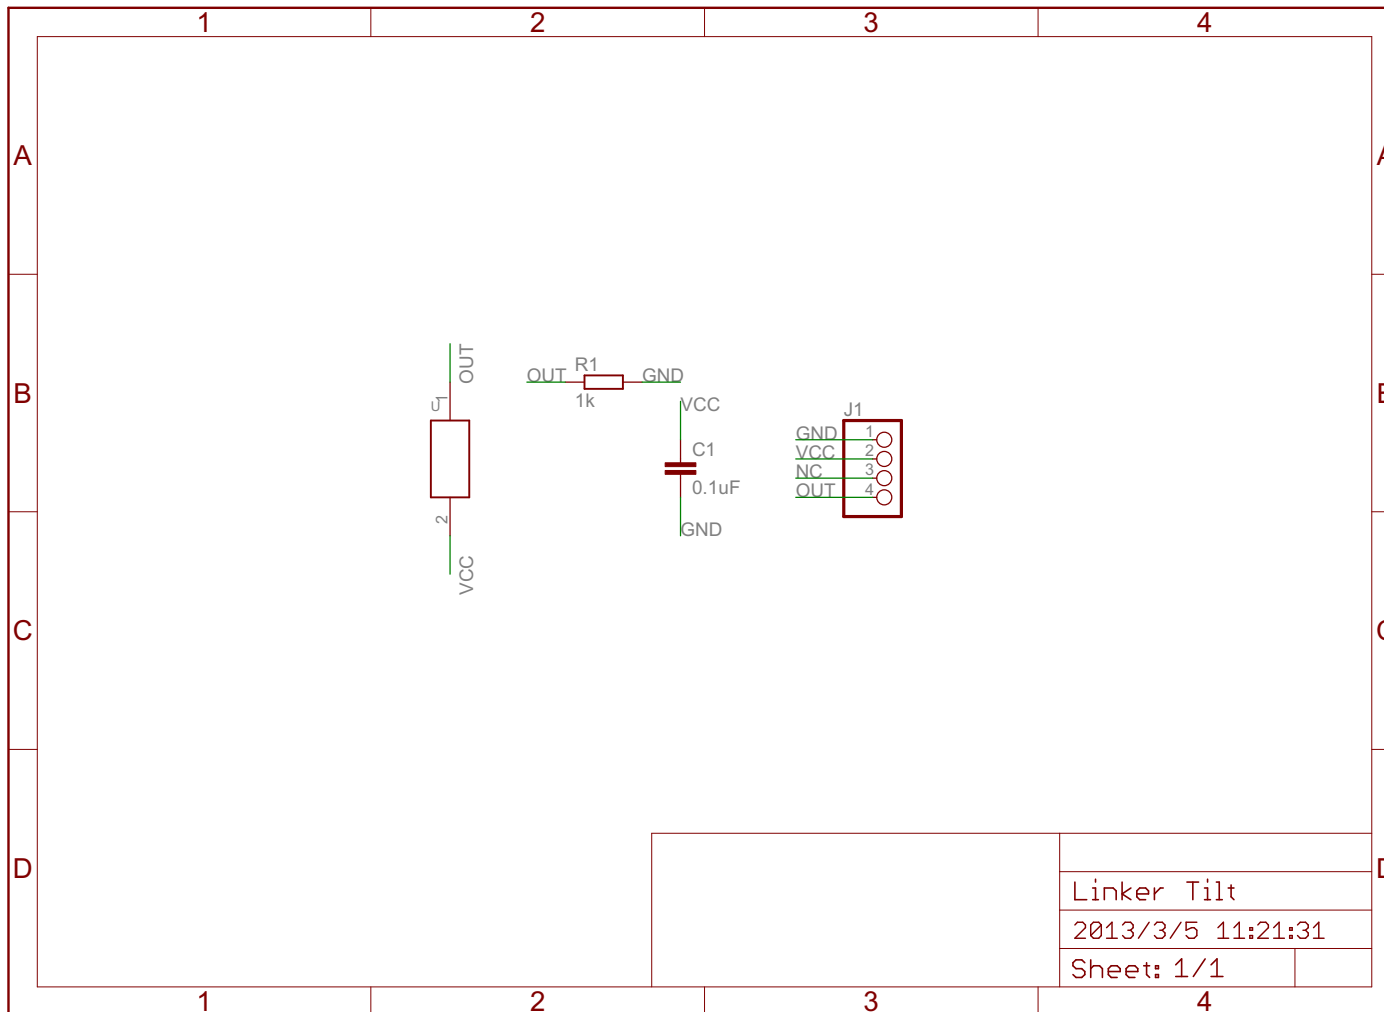 1 2 3 4
A A
B B
C C
D D
OUT
1
2
VCC
R1
OUT GND
1k
VCC
C1
0.1uF
GND
J1
GND 1
VCC 2
NC 3
OUT 4
Linker Tilt
2013/3/5 11:21:31
Sheet: 1/1
1 2 3 4